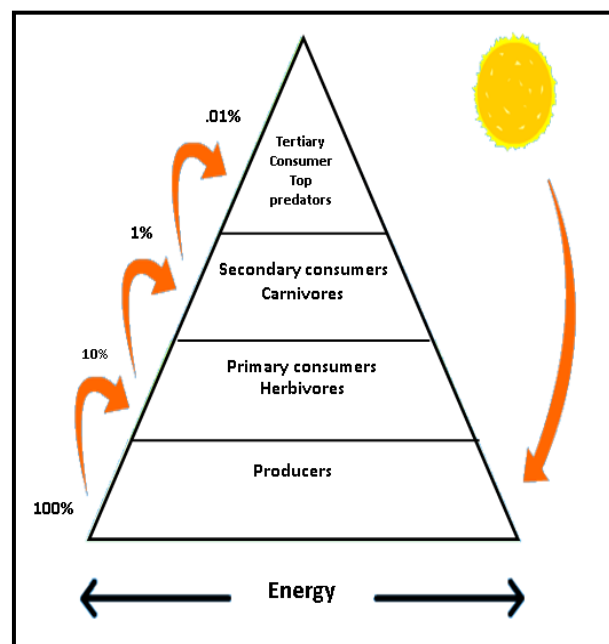 .01%
Tertiary
Consumer
Top
predators
1%
Secondary consumers
Carnivores
10%
Primary consumers
Herbivores
Producers
100%
Energy